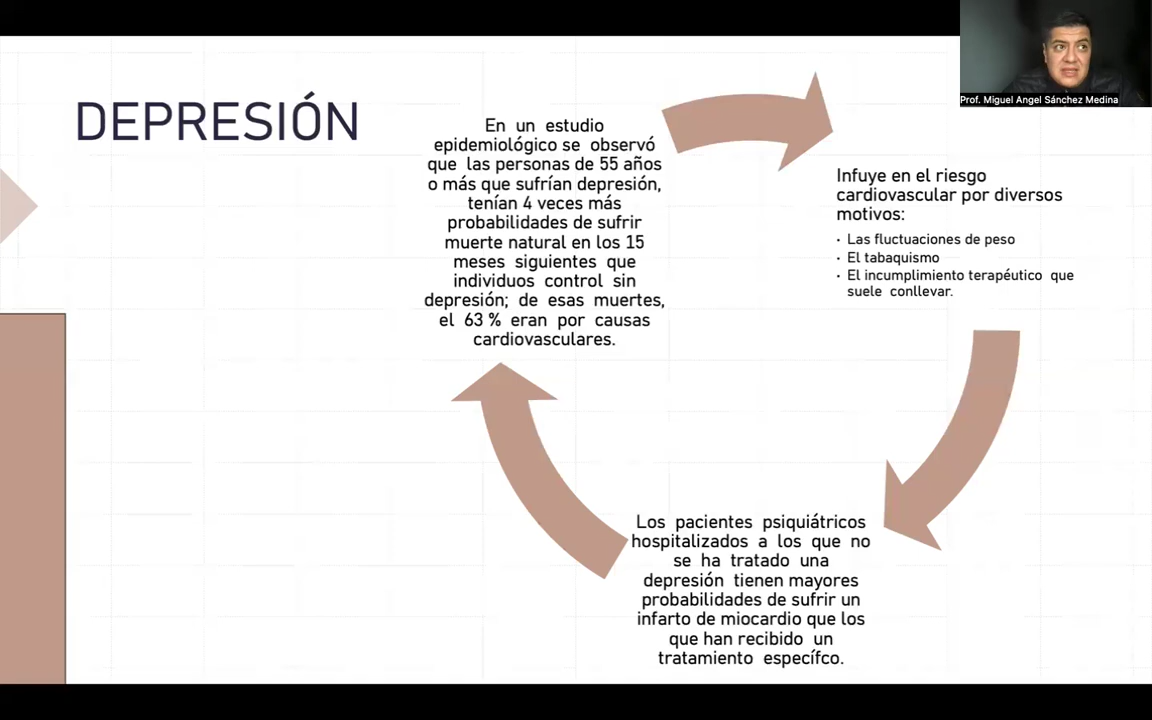 DEPRESIÓN
En un estudio
epidemiológico se observó
que las personas de 55 años
o más que sufrían depresión,
tenían 4 veces más
probabilidades de sufrir
muerte natural en los 15
meses siguientes que
individuos control sin
depresión; de esas muertes,
el 63 % eran por causas
cardiovasculares.
Prof. Miguel Angel Sánchez Medina
Infuye en el riesgo
cardiovascular por diversos
motivos:
• Las fluctuaciones de peso
• El tabaquismo
• El incumplimiento terapéutico que
suele conllevar.
Los pacientes psiquiátricos
hospitalizados a los que no
se ha tratado una
depresión tienen mayores
probabilidades de sufrir un
infarto de miocardio que los
que han recibido un
tratamiento específco.